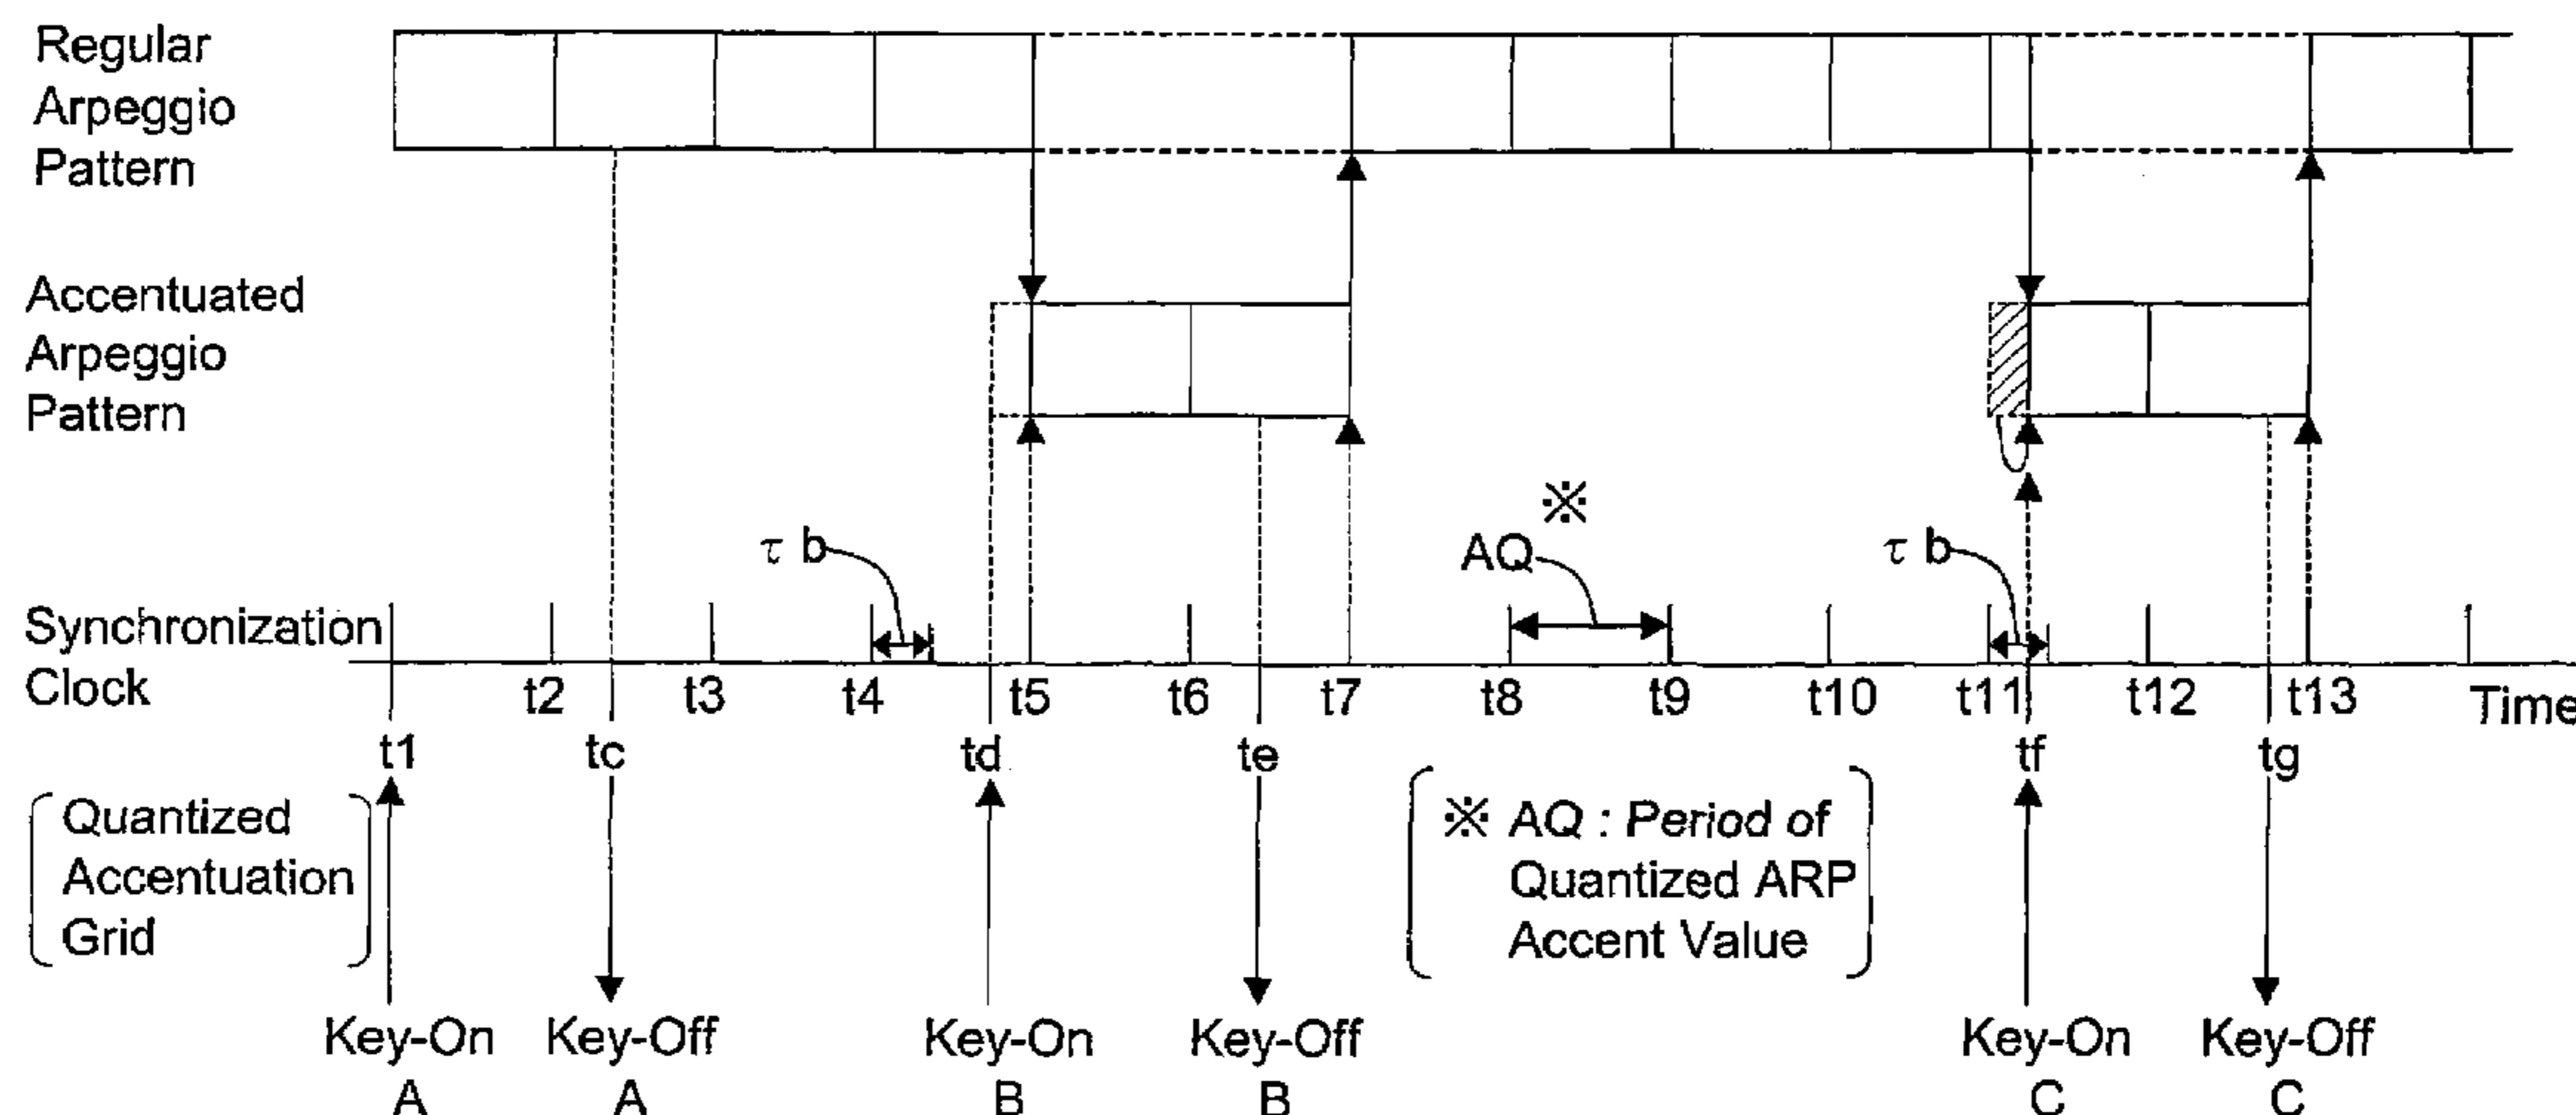 Regular
Arpeggio
Pattern
Accentuated
Arpeggio
Pattern
τ b
※
AQ
τ b
Synchronization
Clock
t2 t3 t4 t5 t6 t7 t8 t9 t10 t11 t12 t13 Time
t1 tc td te tf tg
Quantized
Accentuation
Grid
※ AQ : Period of
Quantized ARP
Accent Value
Key-On Key-Off Key-On Key-Off Key-On Key-Off
A A B B C C